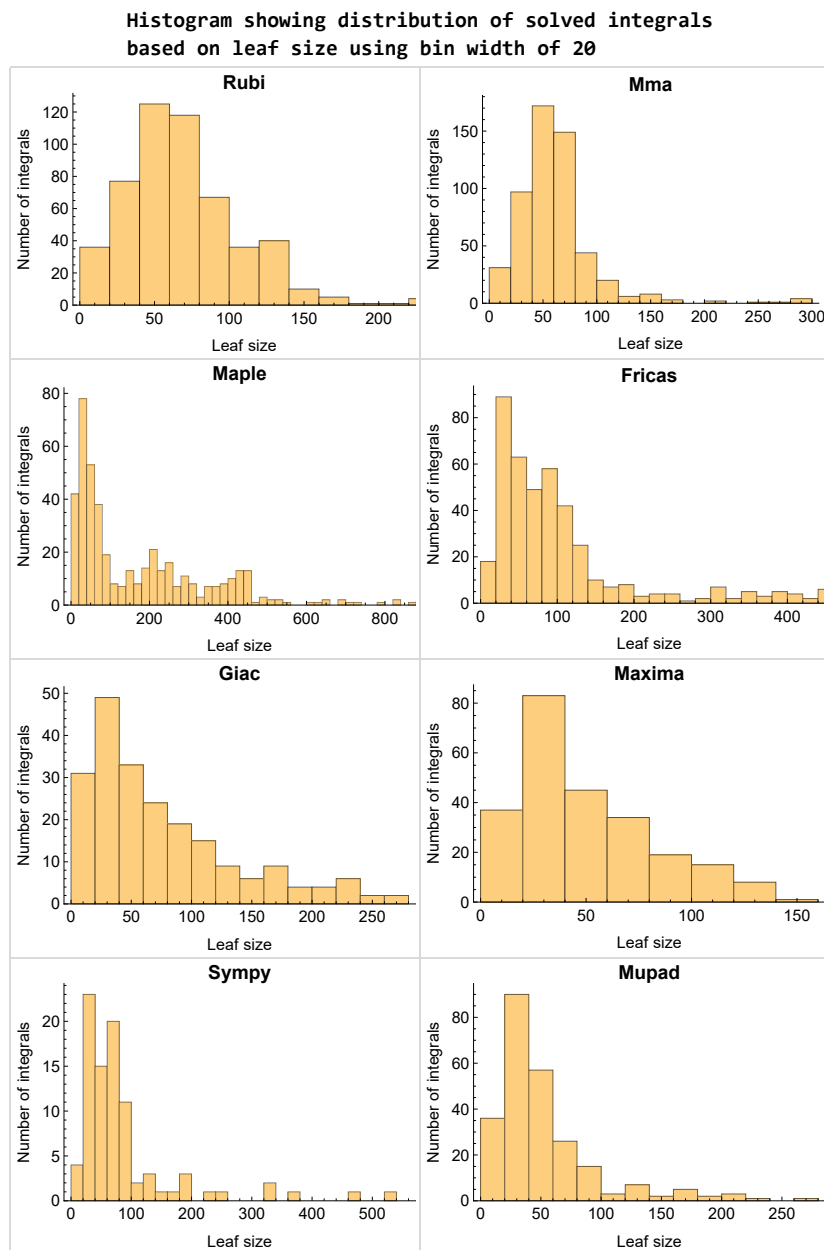 Histogram showing distribution of solved integrals
based on leaf size using bin width of 20
Rubi
Number of integrals
120
100
80
60
40
20
0
0 50 100 150 200
Leaf size
Mma
Number of integrals
150
100
50
0
0 50 100 150 200 250 300
Leaf size
Maple
Number of integrals
80
60
40
20
0
0 200 400 600 800
Leaf size
Fricas
Number of integrals
80
60
40
20
0
0 100 200 300 400
Leaf size
Giac
Number of integrals
50
40
30
20
10
0
0 50 100 150 200 250
Leaf size
Maxima
Number of integrals
80
60
40
20
0
0 50 100 150
Leaf size
Sympy
Number of integrals
20
15
10
5
0
0 100 200 300 400 500
Leaf size
Mupad
Number of integrals
80
60
40
20
0
0 50 100 150 200 250
Leaf size